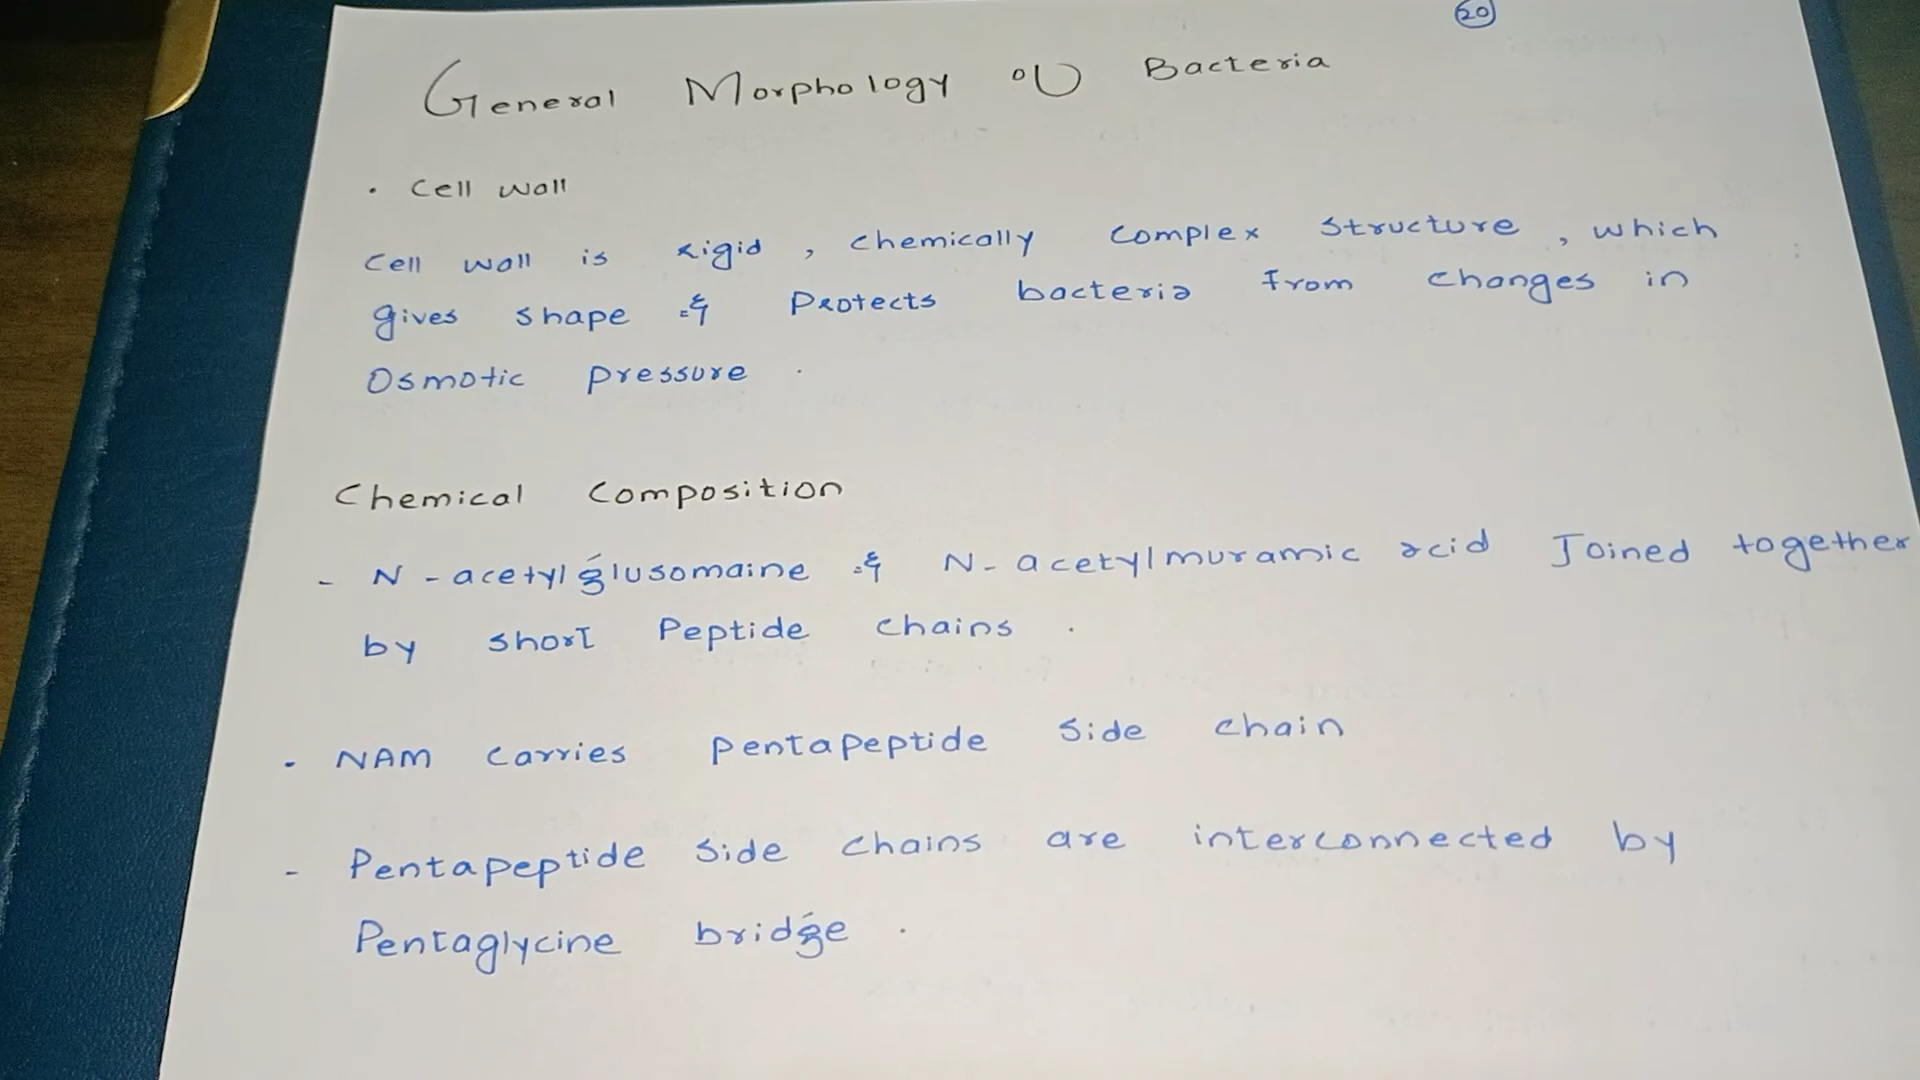 20
General Morphology of Bacteria
• Cell wall
Cell wall is rigid, chemically complex structure, which
gives shape & Protects bacteria from changes in
Osmotic pressure.
Chemical Composition
- N-acetylglusomaine & N-acetylmuramic acid Joined together
by short Peptide chains.
• NAM carries pentapeptide side chain
- Pentapeptide side chains are interconnected by
Pentaglycine bridge.